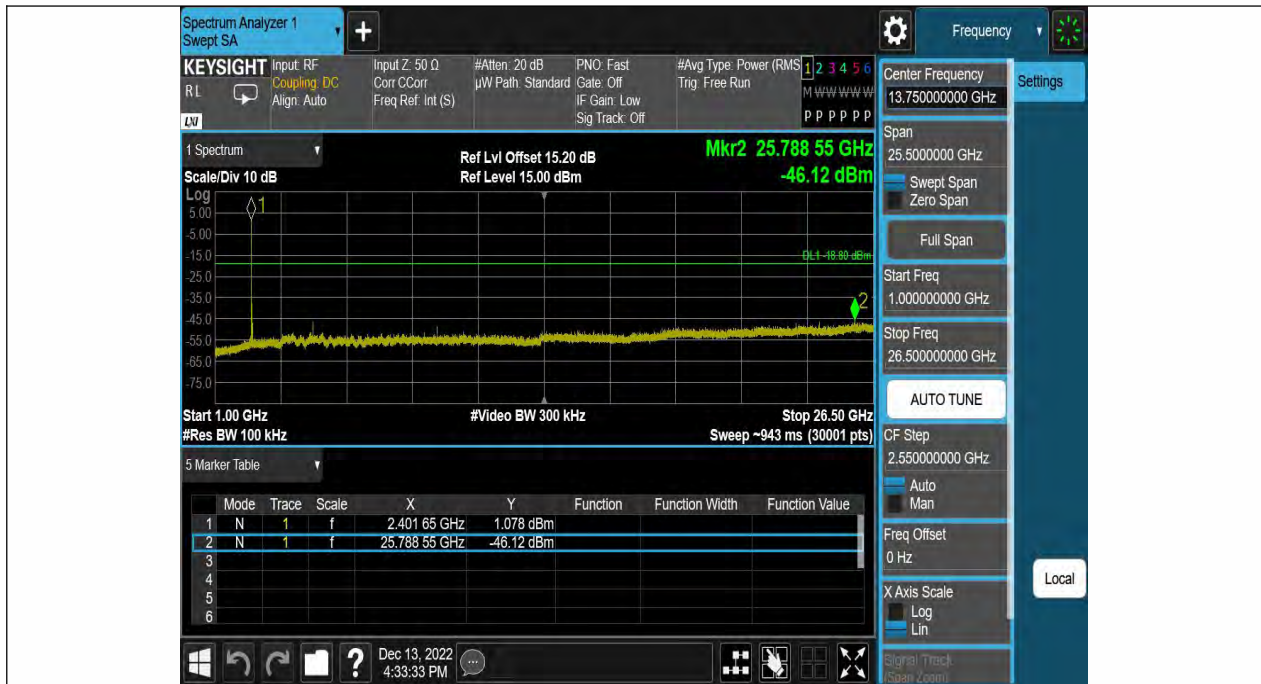 Spectrum Analyzer 1
Swept SA
+
Frequency
KEYSIGHT
RL
LXI
Input: RF
Coupling: DC
Align: Auto
Input Z: 50 Ω
Corr CCorr
Freq Ref: Int (S)
#Atten: 20 dB
µW Path: Standard
PNO: Fast
Gate: Off
IF Gain: Low
Sig Track: Off
#Avg Type: Power (RMS
Trig: Free Run
1 2 3 4 5 6
M W W W W W
P P P P P P
Center Frequency
13.750000000 GHz
Settings
Span
25.5000000 GHz
Swept Span
Zero Span
Full Span
Start Freq
1.000000000 GHz
Stop Freq
26.500000000 GHz
AUTO TUNE
CF Step
2.550000000 GHz
Auto
Man
Freq Offset
0 Hz
X Axis Scale
Log
Lin
Signal Track
(Span Zoom)
Local
1 Spectrum
Scale/Div 10 dB
Ref Lvl Offset 15.20 dB
Ref Level 15.00 dBm
Mkr2 25.788 55 GHz
-46.12 dBm
Log
5.00
-5.00
-15.0
-25.0
-35.0
-45.0
-55.0
-65.0
-75.0
1
DL1 -18.80 dBm
2
Start 1.00 GHz
#Res BW 100 kHz
#Video BW 300 kHz
Stop 26.50 GHz
Sweep ~943 ms (30001 pts)
5 Marker Table
Mode Trace Scale X Y Function Function Width Function Value
1 N 1 f 2.401 65 GHz 1.078 dBm
2 N 1 f 25.788 55 GHz -46.12 dBm
3
4
5
6
?
Dec 13, 2022
4:33:33 PM